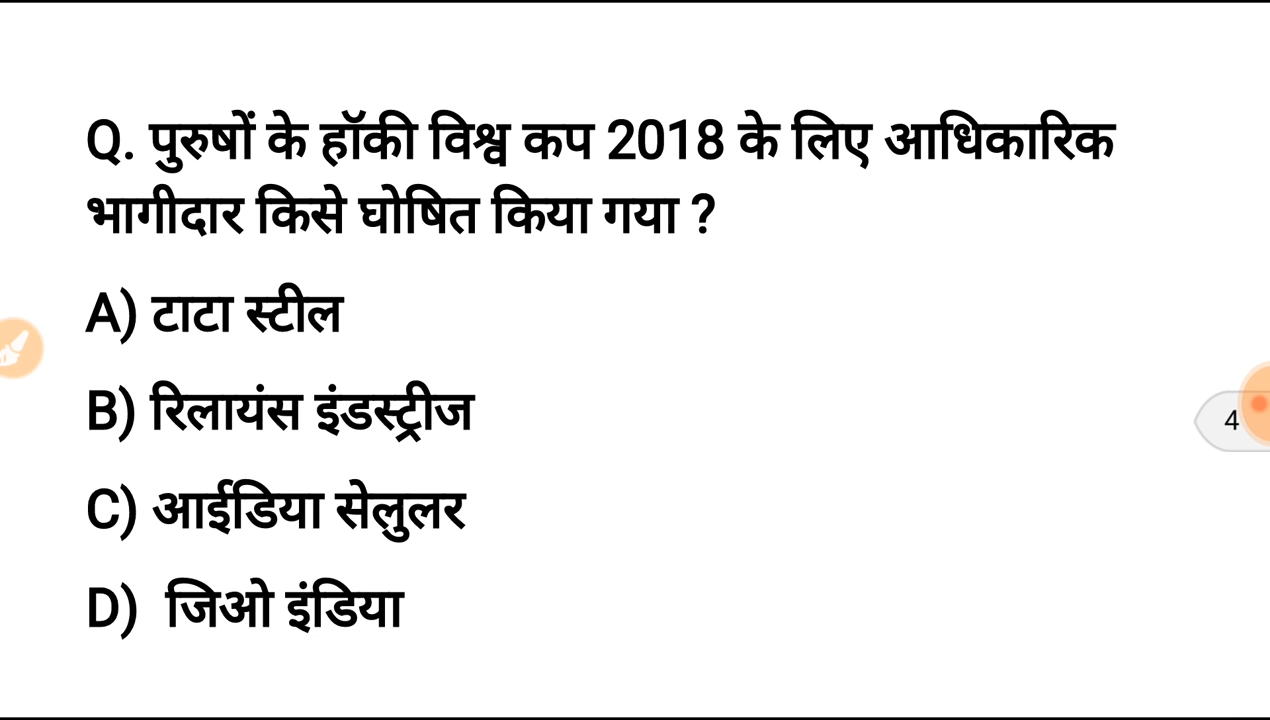 Q. पुरुषों के हॉकी विश्व कप 2018 के लिए आधिकारिक
भागीदार किसे घोषित किया गया ?
A) टाटा स्टील
B) रिलायंस इंडस्ट्रीज
4
C) आईडिया सेलुलर
D) जिओ इंडिया